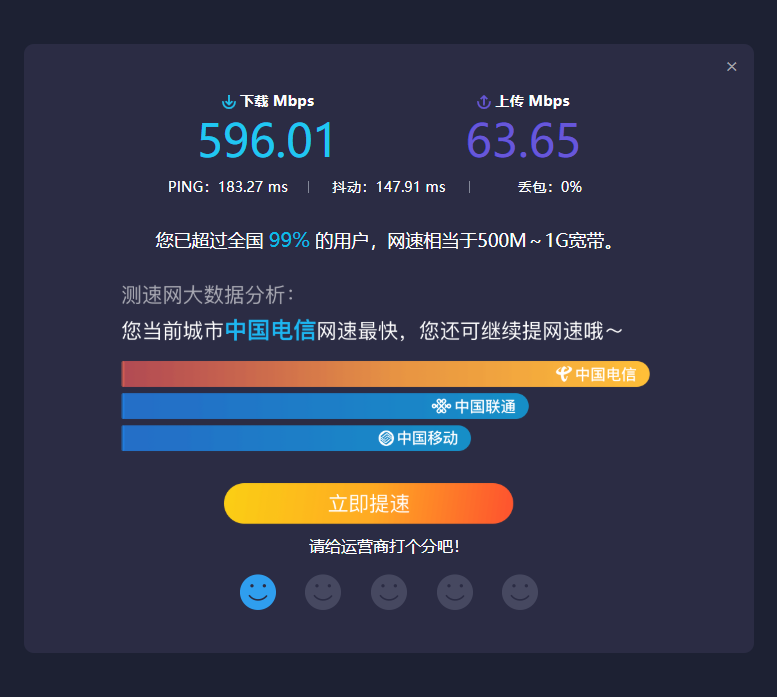 下载 Mbps
上传 Mbps
596.01
63.65
PING：183.27 ms
抖动：147.91 ms
丢包：0%
您已超过全国 99% 的用户，网速相当于500M～1G宽带。
测速网大数据分析：
您当前城市中国电信网速最快，您还可继续提网速哦～
中国电信
中国联通
中国移动
立即提速
请给运营商打个分吧！